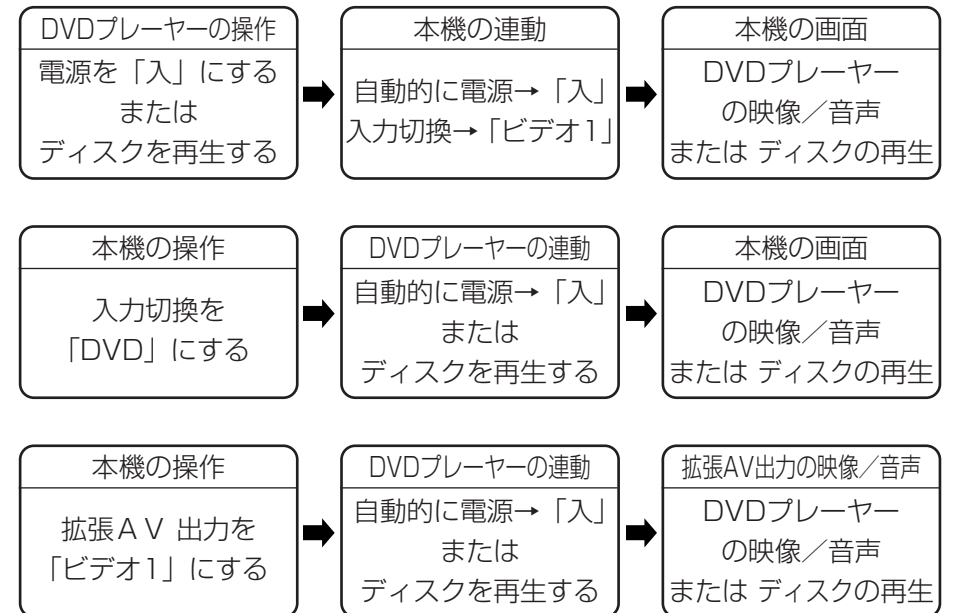 DVDプレーヤーの操作
電源を「入」にする
または
ディスクを再生する
本機の連動
自動的に電源→「入」
入力切換→「ビデオ1」
本機の画面
DVDプレーヤー
の映像／音声
または ディスクの再生
本機の操作
入力切換を
「DVD」にする
DVDプレーヤーの連動
自動的に電源→「入」
または
ディスクを再生する
本機の画面
DVDプレーヤー
の映像／音声
または ディスクの再生
本機の操作
拡張AV 出力を
「ビデオ1」にする
DVDプレーヤーの連動
自動的に電源→「入」
または
ディスクを再生する
拡張AV出力の映像／音声
DVDプレーヤー
の映像／音声
または ディスクの再生